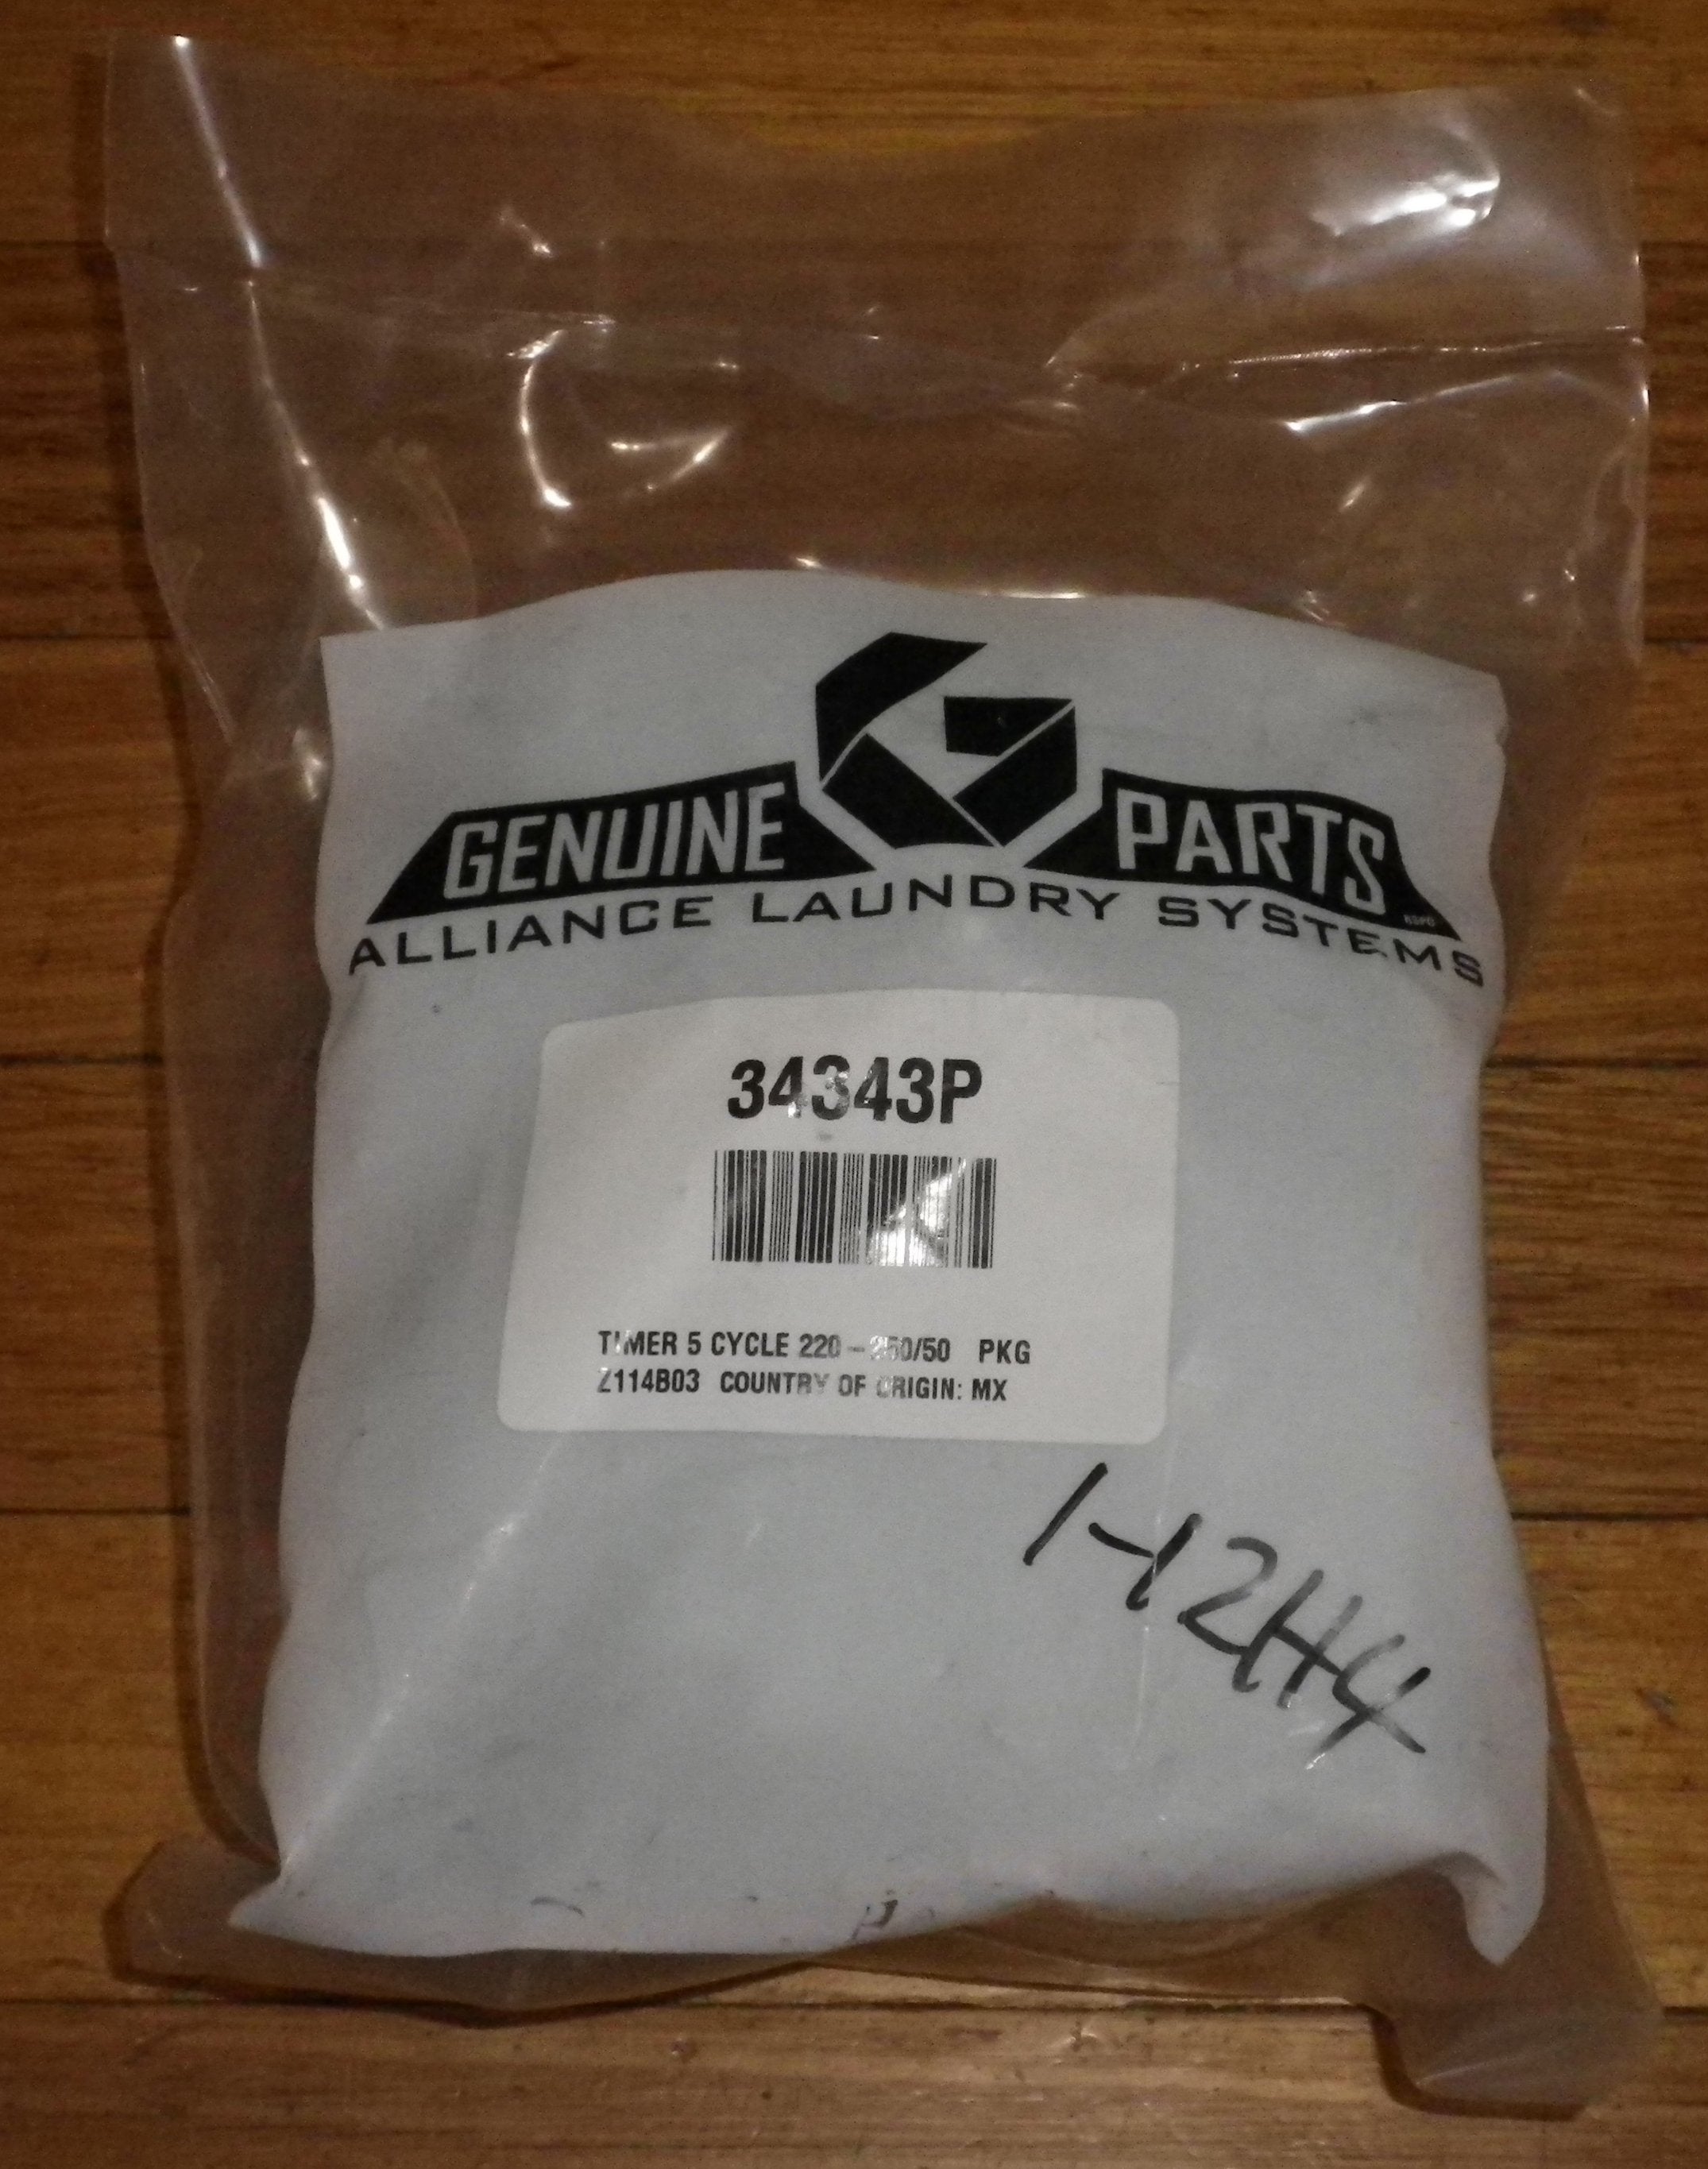 GENUINE PARTS
ALLIANCE LAUNDRY SYSTEMS
34343P
TIMER 5 CYCLE 220-250/50 PKG
Z114B03 COUNTRY OF ORIGIN: MX
1-12H4